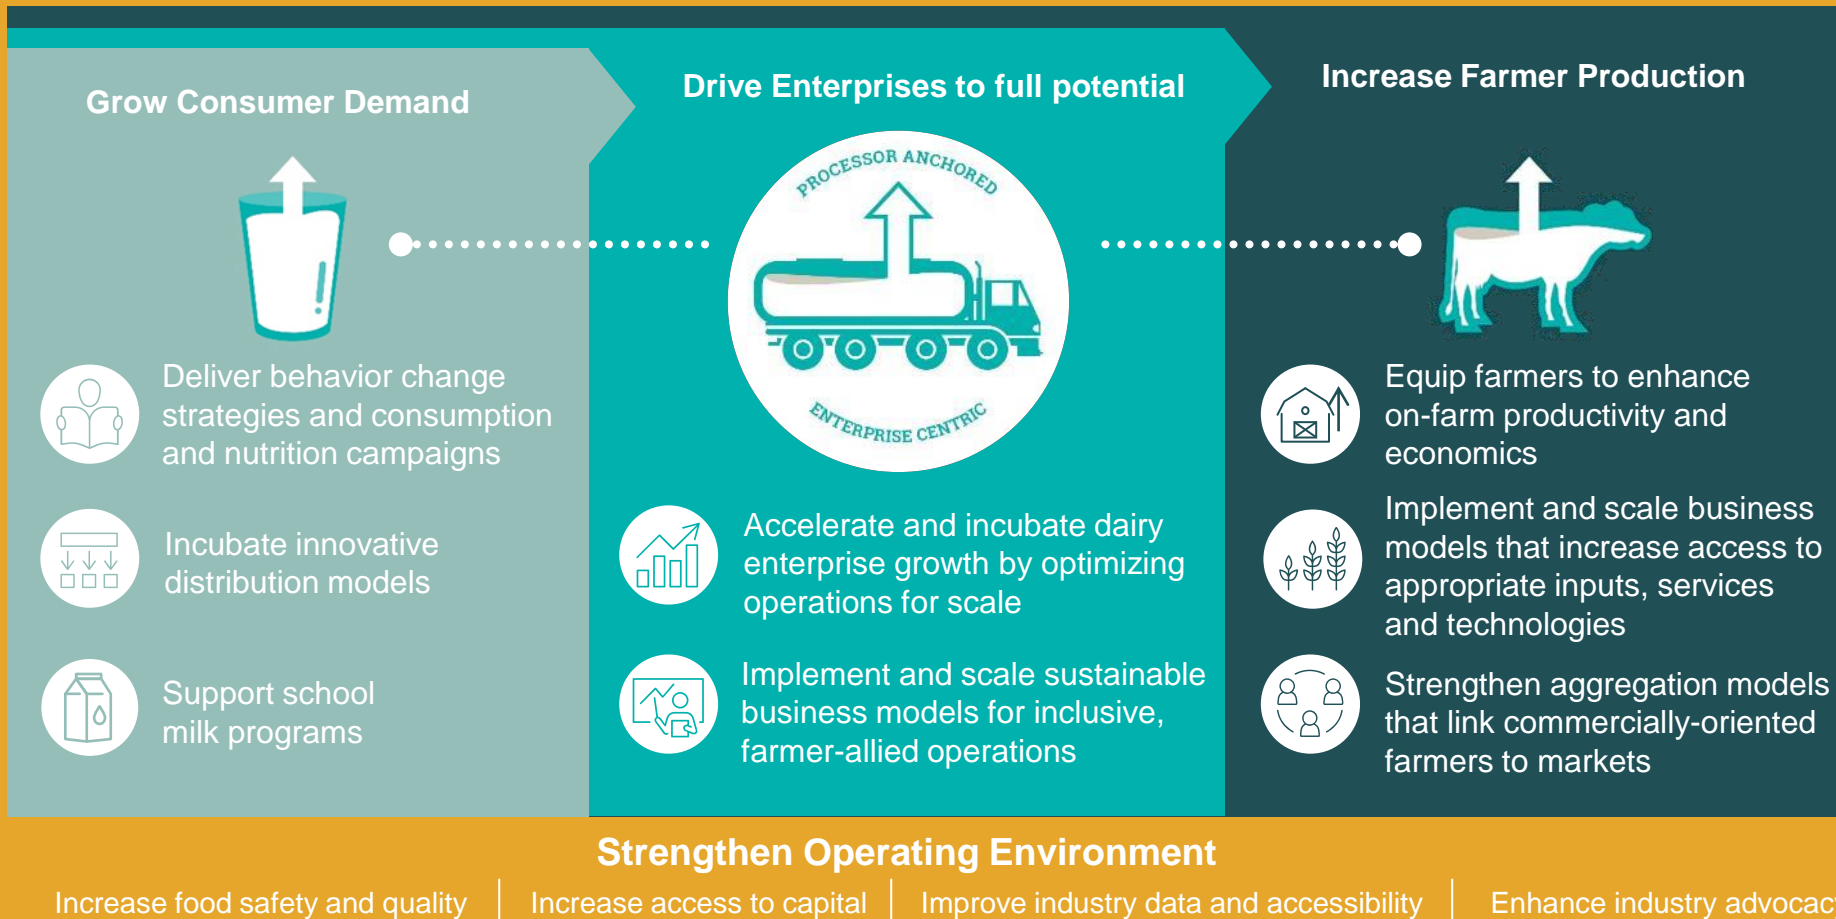 Grow Consumer Demand
Deliver behavior change
strategies and consumption
and nutrition campaigns
Incubate innovative
distribution models
Support school
milk programs
Drive Enterprises to full potential
PROCESSOR ANCHORED
ENTERPRISE CENTRIC
Accelerate and incubate dairy
enterprise growth by optimizing
operations for scale
Implement and scale sustainable
business models for inclusive,
farmer-allied operations
Increase Farmer Production
Equip farmers to enhance
on-farm productivity and
economics
Implement and scale business
models that increase access to
appropriate inputs, services
and technologies
Strengthen aggregation models
that link commercially-oriented
farmers to markets
Strengthen Operating Environment
Increase food safety and quality
Increase access to capital
Improve industry data and accessibility
Enhance industry advocac